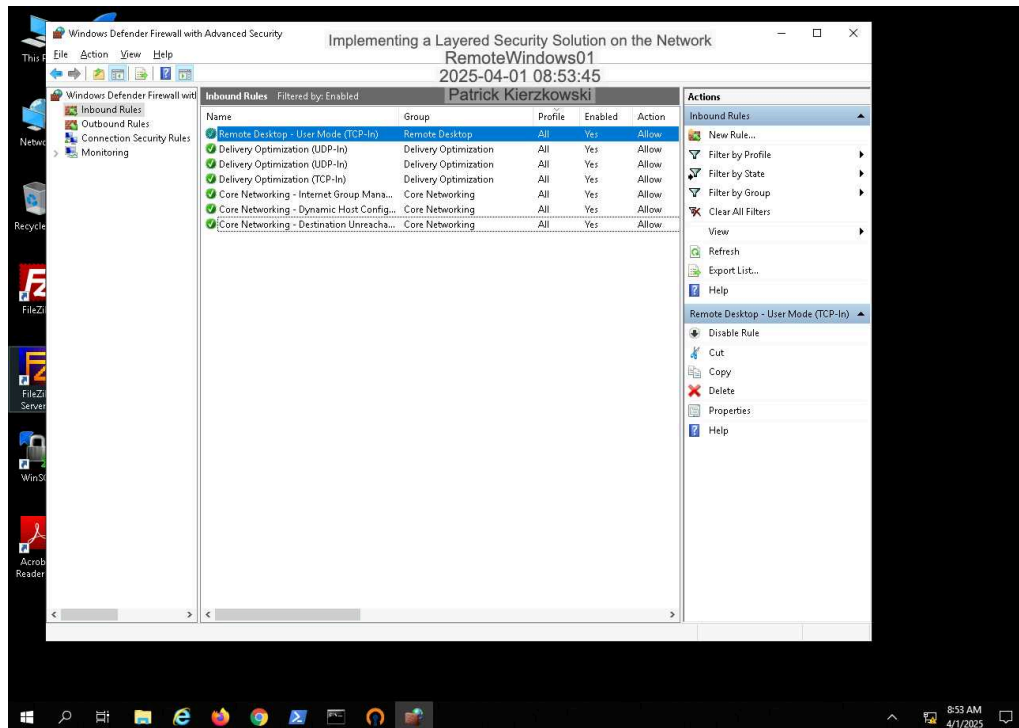 Windows Defender Firewall with Advanced Security
Implementing a Layered Security Solution on the Network
RemoteWindows01
2025-04-01 08:53:45
Patrick Kierzkowski
File Action View Help
Windows Defender Firewall witl
Inbound Rules
Outbound Rules
Connection Security Rules
Monitoring
Inbound Rules Filtered by: Enabled
Name Group Profile Enabled Action
Remote Desktop - User Mode (TCP-In) Remote Desktop All Yes Allow
Delivery Optimization (UDP-In) Delivery Optimization All Yes Allow
Delivery Optimization (UDP-In) Delivery Optimization All Yes Allow
Delivery Optimization (TCP-In) Delivery Optimization All Yes Allow
Core Networking - Internet Group Mana... Core Networking All Yes Allow
Core Networking - Dynamic Host Config... Core Networking All Yes Allow
Core Networking - Destination Unreacha... Core Networking All Yes Allow
Actions
Inbound Rules
New Rule...
Filter by Profile
Filter by State
Filter by Group
Clear All Filters
View
Refresh
Export List...
Help
Remote Desktop - User Mode (TCP-In)
Disable Rule
Cut
Copy
Delete
Properties
Help
This P
Netwo
Recycle
FileZi
FileZi
Server
WinS
Acrob
Reader
8:53 AM
4/1/2025